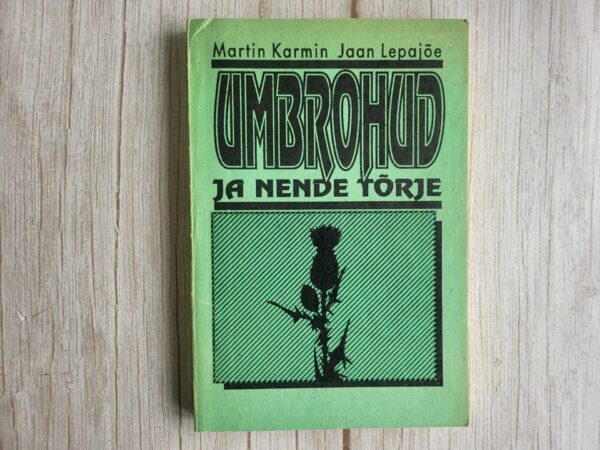 Martin Karmin Jaan Lepajõe
UMBROHUD
JA NENDE TÕRJE